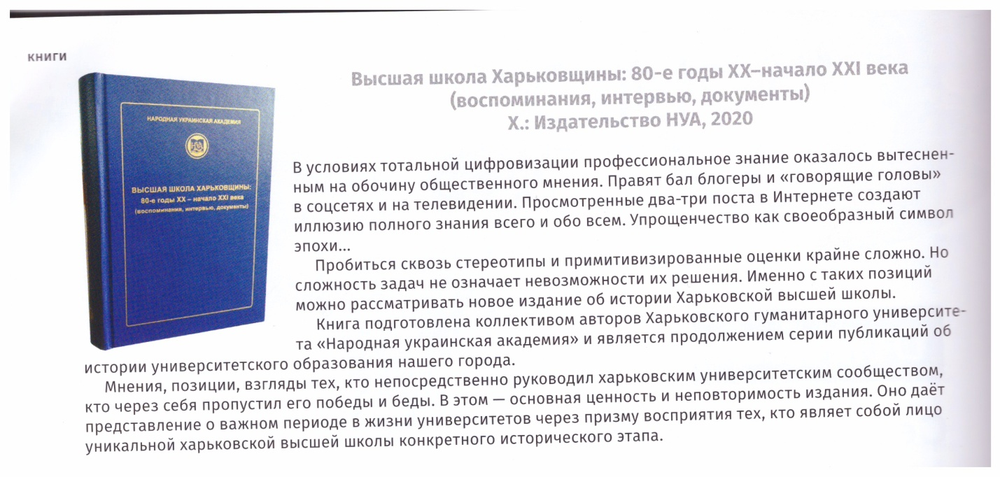 книги
НАРОДНАЯ УКРАИНСКАЯ АКАДЕМИЯ
НУА
ВЫСШАЯ ШКОЛА ХАРЬКОВЩИНЫ:
80-е годы XX – начало XXI века
(воспоминания, интервью, документы)
Высшая школа Харьковщины: 80-е годы XX–начало XXI века
(воспоминания, интервью, документы)
Х.: Издательство НУА, 2020
В условиях тотальной цифровизации профессиональное знание оказалось вытеснен-
ным на обочину общественного мнения. Правят бал блогеры и «говорящие головы»
в соцсетях и на телевидении. Просмотренные два-три поста в Интернете создают
иллюзию полного знания всего и обо всем. Упрощенчество как своеобразный символ
эпохи...
Пробиться сквозь стереотипы и примитивизированные оценки крайне сложно. Но
сложность задач не означает невозможности их решения. Именно с таких позиций
можно рассматривать новое издание об истории Харьковской высшей школы.
Книга подготовлена коллективом авторов Харьковского гуманитарного университе-
та «Народная украинская академия» и является продолжением серии публикаций об
истории университетского образования нашего города.
Мнения, позиции, взгляды тех, кто непосредственно руководил харьковским университетским сообществом,
кто через себя пропустил его победы и беды. В этом — основная ценность и неповторимость издания. Оно даёт
представление о важном периоде в жизни университетов через призму восприятия тех, кто являет собой лицо
уникальной харьковской высшей школы конкретного исторического этапа.